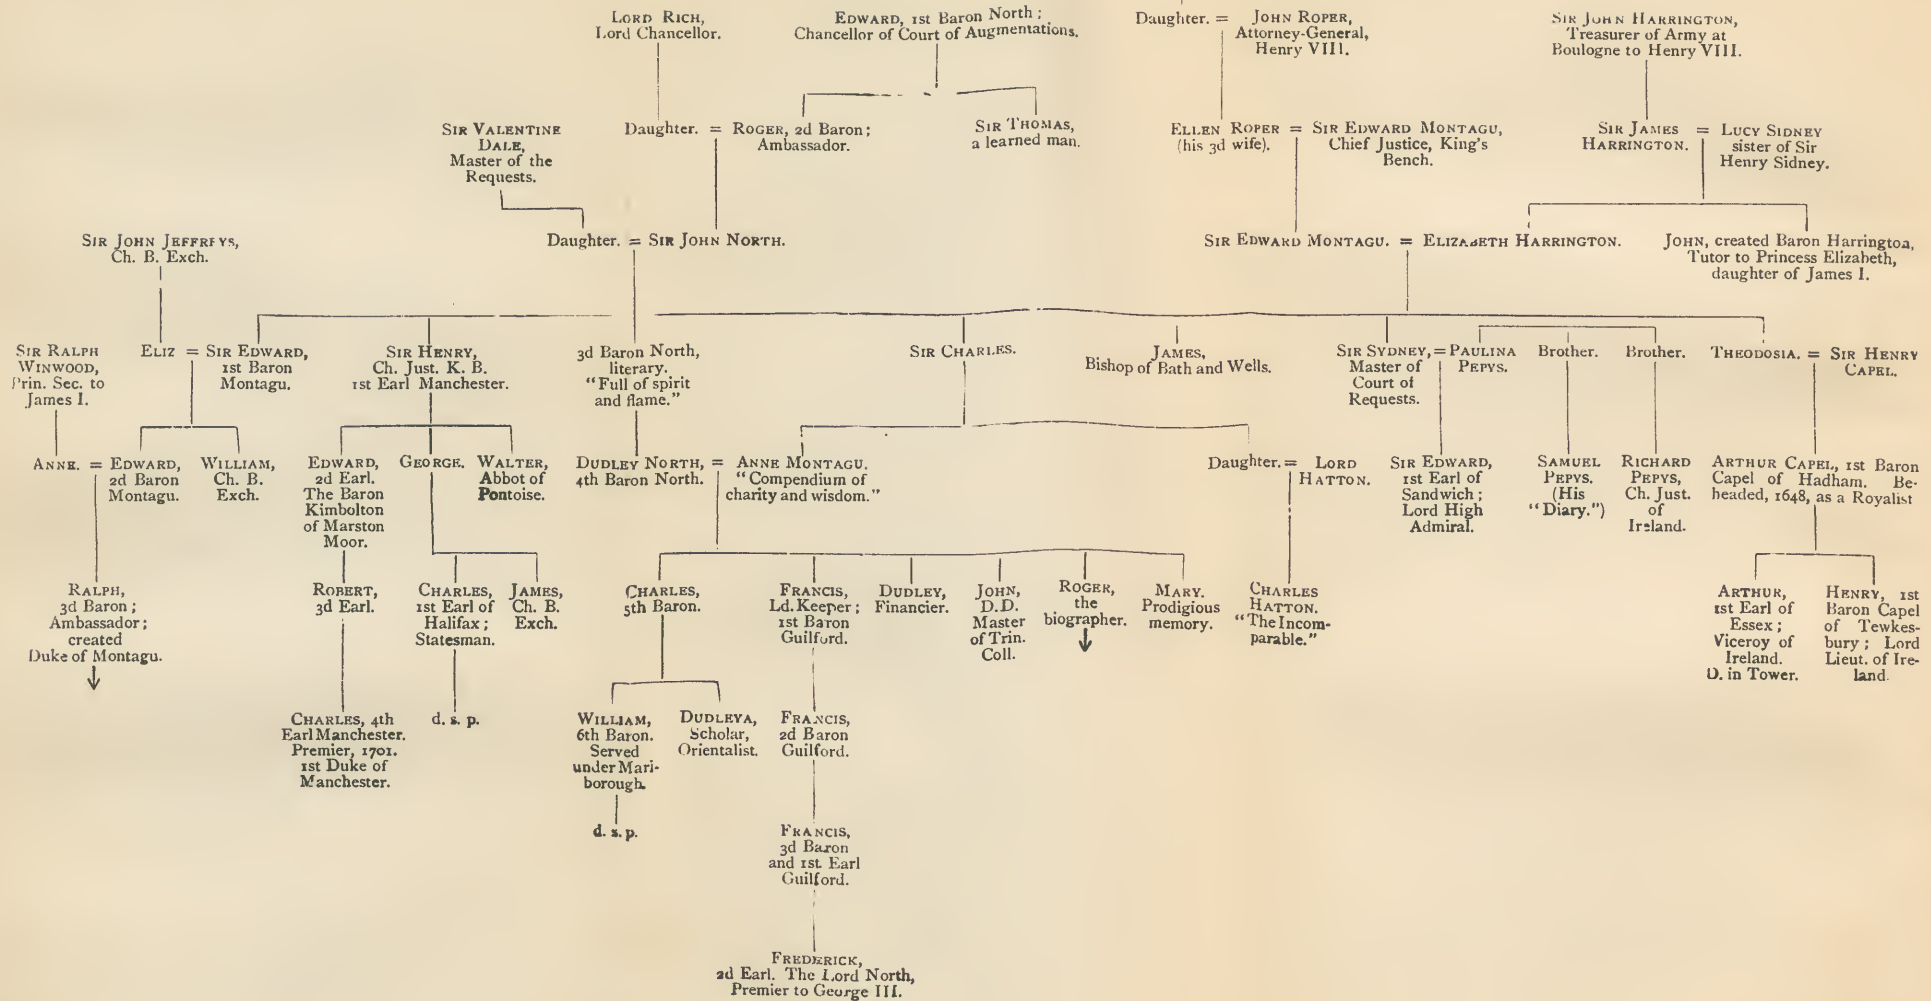 LORD RICH,
Lord Chancellor.
EDWARD, 1st Baron North;
Chancellor of Court of Augmentations.
Daughter. = JOHN ROPER,
Attorney-General,
Henry VIII.
SIR JOHN HARRINGTON,
Treasurer of Army at
Boulogne to Henry VIII.
SIR VALENTINE
DALE,
Master of the
Requests.
Daughter. = ROGER, 2d Baron;
Ambassador.
SIR THOMAS,
a learned man.
ELLEN ROPER = SIR EDWARD MONTAGU,
(his 3d wife). Chief Justice, King's
Bench.
SIR JAMES = LUCY SIDNEY
HARRINGTON. sister of Sir
Henry Sidney.
SIR JOHN JEFFREYS,
Ch. B. Exch.
Daughter. = SIR JOHN NORTH.
SIR EDWARD MONTAGU. = ELIZABETH HARRINGTON.
JOHN, created Baron Harrington,
Tutor to Princess Elizabeth,
daughter of James I.
SIR RALPH
WINWOOD,
Prin. Sec. to
James I.
ELIZ = SIR EDWARD,
1st Baron
Montagu.
SIR HENRY,
Ch. Just. K. B.
1st Earl Manchester.
3d Baron North,
literary.
"Full of spirit
and flame."
SIR CHARLES.
JAMES,
Bishop of Bath and Wells.
SIR SYDNEY, = PAULINA
Master of PEPYS.
Court of
Requests.
Brother.
Brother.
THEODOSIA. = SIR HENRY
CAPEL.
ANNE. = EDWARD,
2d Baron
Montagu.
WILLIAM,
Ch. B.
Exch.
EDWARD,
2d Earl.
The Baron
Kimbolton
of Marston
Moor.
GEORGE.
WALTER,
Abbot of
Pontoise.
DUDLEY NORTH, = ANNE MONTAGU.
4th Baron North. "Compendium of
charity and wisdom."
Daughter. = LORD
HATTON.
SIR EDWARD,
1st Earl of
Sandwich;
Lord High
Admiral.
SAMUEL
PEPYS.
(His
"Diary.")
RICHARD
PEPYS,
Ch. Just.
of
Ireland.
ARTHUR CAPEL, 1st Baron
Capel of Hadham. Be-
headed, 1648, as a Royalist
RALPH,
3d Baron;
Ambassador;
created
Duke of Montagu.
ROBERT,
3d Earl.
CHARLES,
1st Earl of
Halifax;
Statesman.
JAMES,
Ch. B.
Exch.
CHARLES,
5th Baron.
FRANCIS,
Ld. Keeper;
1st Baron
Guilford.
DUDLEY,
Financier.
JOHN,
D.D.
Master
of Trin.
Coll.
ROGER,
the
biographer.
MARY.
Prodigious
memory.
CHARLES
HATTON.
"The Incom-
parable."
ARTHUR,
1st Earl of
Essex;
Viceroy of
Ireland.
D. in Tower.
HENRY, 1st
Baron Capel
of Tewkes-
bury; Lord
Lieut. of Ire-
land.
CHARLES, 4th
Earl Manchester.
Premier, 1701.
1st Duke of
Manchester.
d. s. p.
WILLIAM,
6th Baron.
Served
under Marl-
borough.
DUDLEYA,
Scholar,
Orientalist.
FRANCIS,
2d Baron
Guilford.
d. s. p.
FRANCIS,
3d Baron
and 1st Earl
Guilford.
FREDERICK,
2d Earl. The Lord North,
Premier to George III.